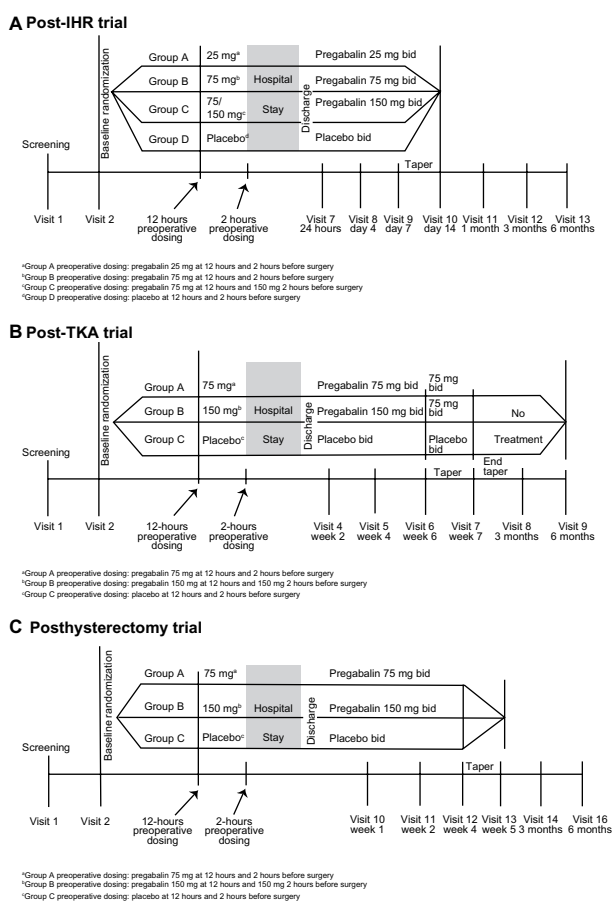 A Post-IHR trial
Baseline randomization
Group A 25 mgᵃ Pregabalin 25 mg bid
Group B 75 mgᵇ Hospital Pregabalin 75 mg bid
Group C 75/ 150 mgᶜ Stay Pregabalin 150 mg bid
Discharge
Group D Placeboᵈ Placebo bid
Screening
Taper
Visit 1 Visit 2 12 hours preoperative dosing 2 hours preoperative dosing Visit 7 24 hours Visit 8 day 4 Visit 9 day 7 Visit 10 day 14 Visit 11 1 month Visit 12 3 months Visit 13 6 months
ᵃGroup A preoperative dosing: pregabalin 25 mg at 12 hours and 2 hours before surgery
ᵇGroup B preoperative dosing: pregabalin 75 mg at 12 hours and 2 hours before surgery
ᶜGroup C preoperative dosing: pregabalin 75 mg at 12 hours and 150 mg 2 hours before surgery
ᵈGroup D preoperative dosing: placebo at 12 hours and 2 hours before surgery
B Post-TKA trial
Baseline randomization
Group A 75 mgᵃ Pregabalin 75 mg bid 75 mg bid
Group B 150 mgᵇ Hospital Pregabalin 150 mg bid 75 mg bid No
Discharge
Group C Placeboᶜ Stay Placebo bid Placebo bid Treatment
Screening
Taper End taper
Visit 1 Visit 2 12-hours preoperative dosing 2-hours preoperative dosing Visit 4 week 2 Visit 5 week 4 Visit 6 week 6 Visit 7 week 7 Visit 8 3 months Visit 9 6 months
ᵃGroup A preoperative dosing: pregabalin 75 mg at 12 hours and 2 hours before surgery
ᵇGroup B preoperative dosing: pregabalin 150 mg at 12 hours and 150 mg 2 hours before surgery
ᶜGroup C preoperative dosing: placebo at 12 hours and 2 hours before surgery
C Posthysterectomy trial
Baseline randomization
Group A 75 mgᵃ Pregabalin 75 mg bid
Group B 150 mgᵇ Hospital Pregabalin 150 mg bid
Discharge
Group C Placeboᶜ Stay Placebo bid
Screening
Taper
Visit 1 Visit 2 12-hours preoperative dosing 2-hours preoperative dosing Visit 10 week 1 Visit 11 week 2 Visit 12 week 4 Visit 13 week 5 Visit 14 3 months Visit 16 6 months
ᵃGroup A preoperative dosing: pregabalin 75 mg at 12 hours and 2 hours before surgery
ᵇGroup B preoperative dosing: pregabalin 150 mg at 12 hours and 150 mg 2 hours before surgery
ᶜGroup C preoperative dosing: placebo at 12 hours and 2 hours before surgery